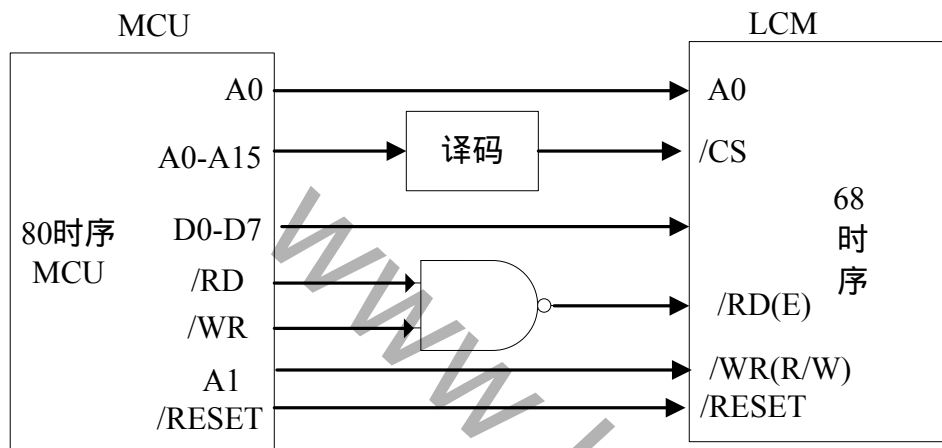 MCU
LCM
A0
A0
A0-A15
译码
/CS
80时序
MCU
D0-D7
68
时
序
/RD
/RD(E)
/WR
A1
/WR(R/W)
/RESET
/RESET
www.